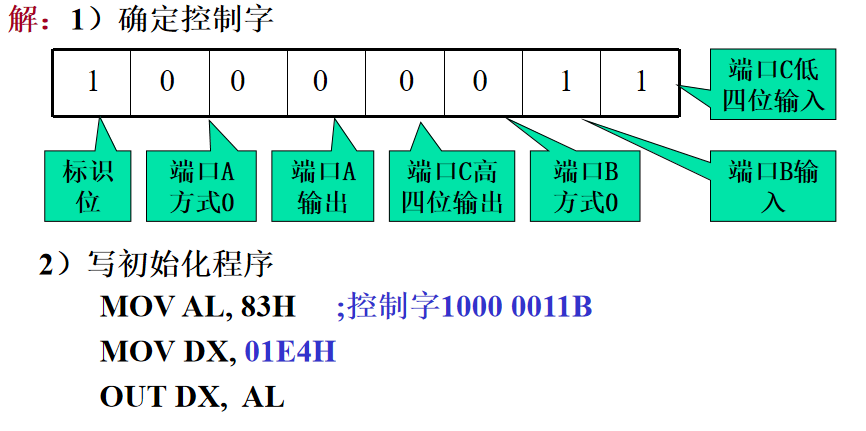 解：1）确定控制字
1 0 0 0 0 0 1 1
端口C低
四位输入
标识
位
端口A
方式0
端口A
输出
端口C高
四位输出
端口B
方式0
端口B输
入
2）写初始化程序
MOV AL, 83H ;控制字1000 0011B
MOV DX, 01E4H
OUT DX, AL